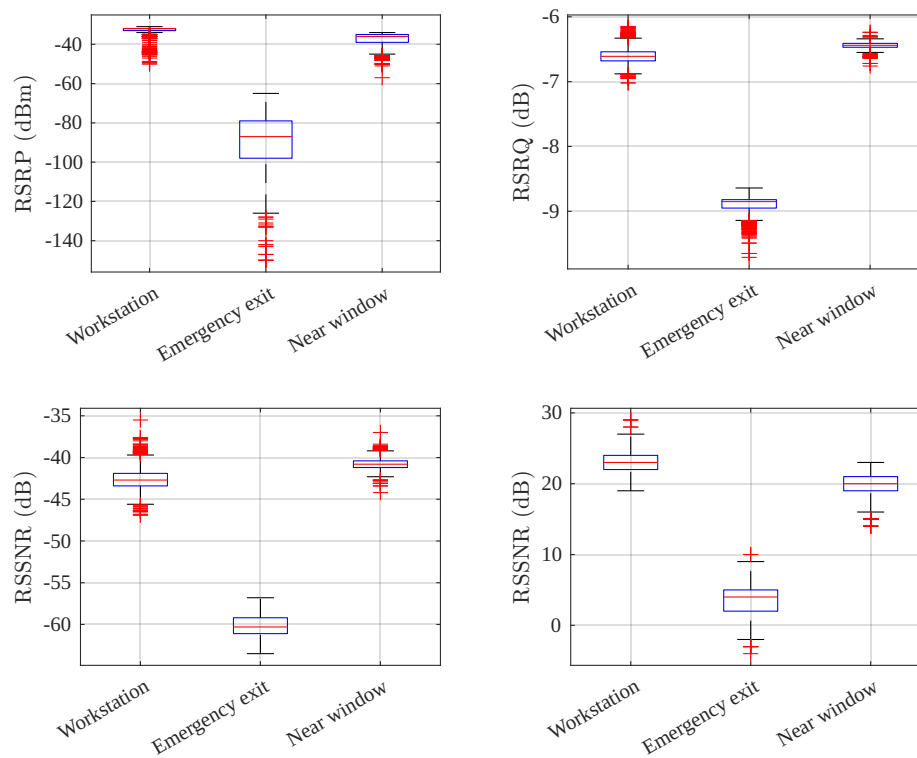 RSRP (dBm)
-40
-60
-80
-100
-120
-140
Workstation
Emergency exit
Near window
RSRQ (dB)
-6
-7
-8
-9
Workstation
Emergency exit
Near window
RSSNR (dB)
-35
-40
-45
-50
-55
-60
Workstation
Emergency exit
Near window
RSSNR (dB)
30
20
10
0
Workstation
Emergency exit
Near window